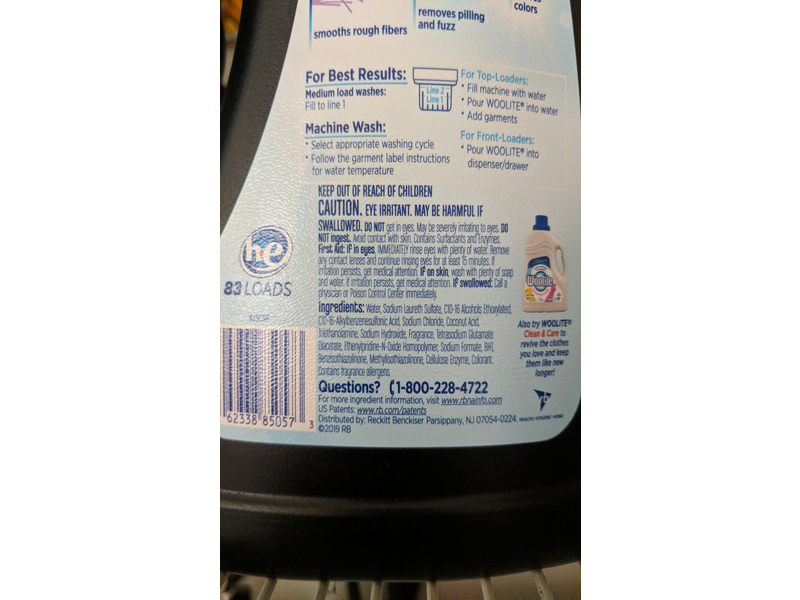 colors
removes pilling
and fuzz
smooths rough fibers
For Best Results:
Medium load washes:
Fill to line 1
Line 2
Line 1
Machine Wash:
• Select appropriate washing cycle
• Follow the garment label instructions
for water temperature
For Top-Loaders:
• Fill machine with water
• Pour WOOLITE® into water
• Add garments
For Front-Loaders:
• Pour WOOLITE® into
dispenser/drawer
KEEP OUT OF REACH OF CHILDREN
CAUTION. EYE IRRITANT. MAY BE HARMFUL IF
SWALLOWED. DO NOT get in eyes. May be severely irritating to eyes. DO
NOT ingest. Avoid contact with skin. Contains Surfactants and Enzymes.
First Aid: IF in eyes, IMMEDIATELY rinse eyes with plenty of water. Remove
any contact lenses and continue rinsing eyes for at least 15 minutes. If
irritation persists, get medical attention. IF on skin, wash with plenty of soap
and water. If irritation persists, get medical attention. IF swallowed: Call a
physician or Poison Control Center immediately.
Ingredients: Water, Sodium Laureth Sulfate, C10-16 Alcohols Ethoxylated,
C10-16-Alkylbenzenesulfonic Acid, Sodium Chloride, Coconut Acid,
Triethanolamine, Sodium Hydroxide, Fragrance, Tetrasodium Glutamate
Diacetate, Ethenylpyridine-N-Oxide Homopolymer, Sodium Formate, BHT,
Benzisothiazolinone, Methylisothiazolinone, Cellulose Enzyme, Colorant.
Contains fragrance allergens.
Questions? 1-800-228-4722
For more ingredient information, visit www.rbnainfo.com
US Patents: www.rb.com/patents
Distributed by: Reckitt Benckiser Parsippany, NJ 07054-0224.
©2019 RB
he
83 LOADS
62338 85057 3
Woolite
Also try WOOLITE®
Clean & Care to
revive the clothes
you love and keep
them like new
longer!
rb
HEALTH • HYGIENE • HOME